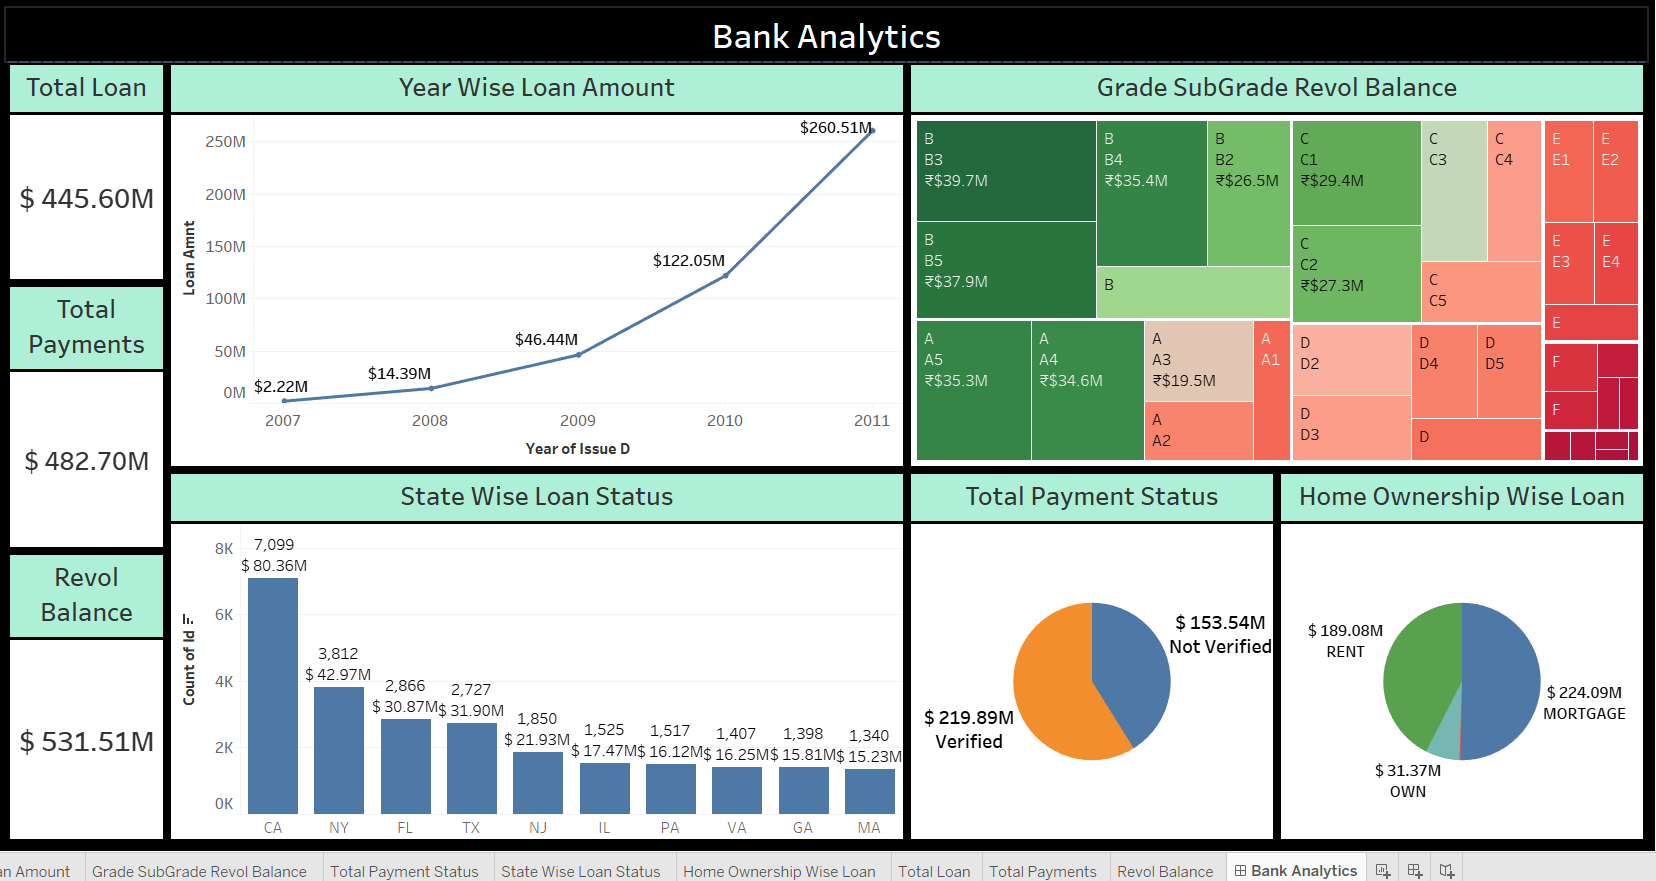 Bank Analytics
Total Loan
$ 445.60M
Total
Payments
$ 482.70M
Revol
Balance
$ 531.51M
Year Wise Loan Amount
Loan Amnt
250M
200M
150M
100M
50M
0M
$2.22M
$14.39M
$46.44M
$122.05M
$260.51M
2007
2008
2009
2010
2011
Year of Issue D
Grade SubGrade Revol Balance
B
B3
₹$39.7M
B
B4
₹$35.4M
B
B2
₹$26.5M
B
B5
₹$37.9M
B
A
A5
₹$35.3M
A
A4
₹$34.6M
A
A3
₹$19.5M
A
A2
A
A1
C
C1
₹$29.4M
C
C2
₹$27.3M
C
C3
C
C4
C
C5
D
D2
D
D3
D
D4
D
D5
D
E
E1
E
E2
E
E3
E
E4
E
F
F
State Wise Loan Status
Count of Id
8K
6K
4K
2K
0K
7,099
$ 80.36M
3,812
$ 42.97M
2,866
$ 30.87M
2,727
$ 31.90M
1,850
$ 21.93M
1,525
$ 17.47M
1,517
$ 16.12M
1,407
$ 16.25M
1,398
$ 15.81M
1,340
$ 15.23M
CA
NY
FL
TX
NJ
IL
PA
VA
GA
MA
Total Payment Status
$ 153.54M
Not Verified
$ 219.89M
Verified
Home Ownership Wise Loan
$ 189.08M
RENT
$ 224.09M
MORTGAGE
$ 31.37M
OWN
an Amount
Grade SubGrade Revol Balance
Total Payment Status
State Wise Loan Status
Home Ownership Wise Loan
Total Loan
Total Payments
Revol Balance
Bank Analytics